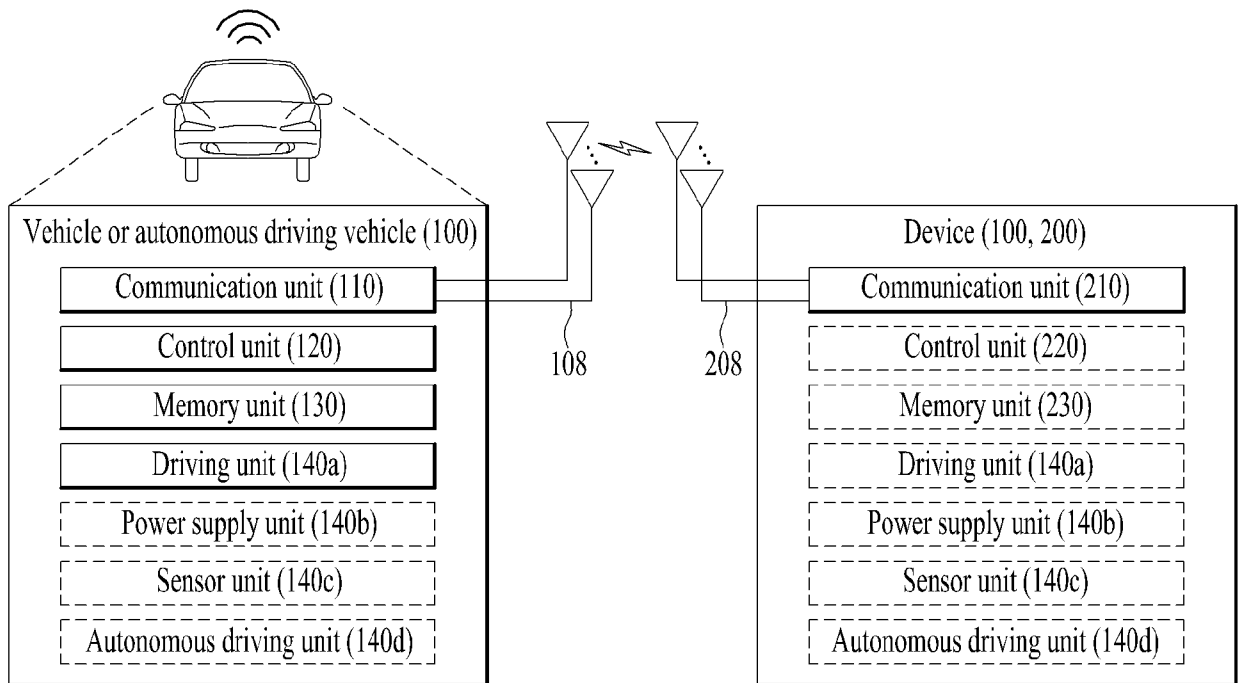 Vehicle or autonomous driving vehicle (100)
Communication unit (110)
Control unit (120)
Memory unit (130)
Driving unit (140a)
Power supply unit (140b)
Sensor unit (140c)
Autonomous driving unit (140d)
108
208
Device (100, 200)
Communication unit (210)
Control unit (220)
Memory unit (230)
Driving unit (140a)
Power supply unit (140b)
Sensor unit (140c)
Autonomous driving unit (140d)